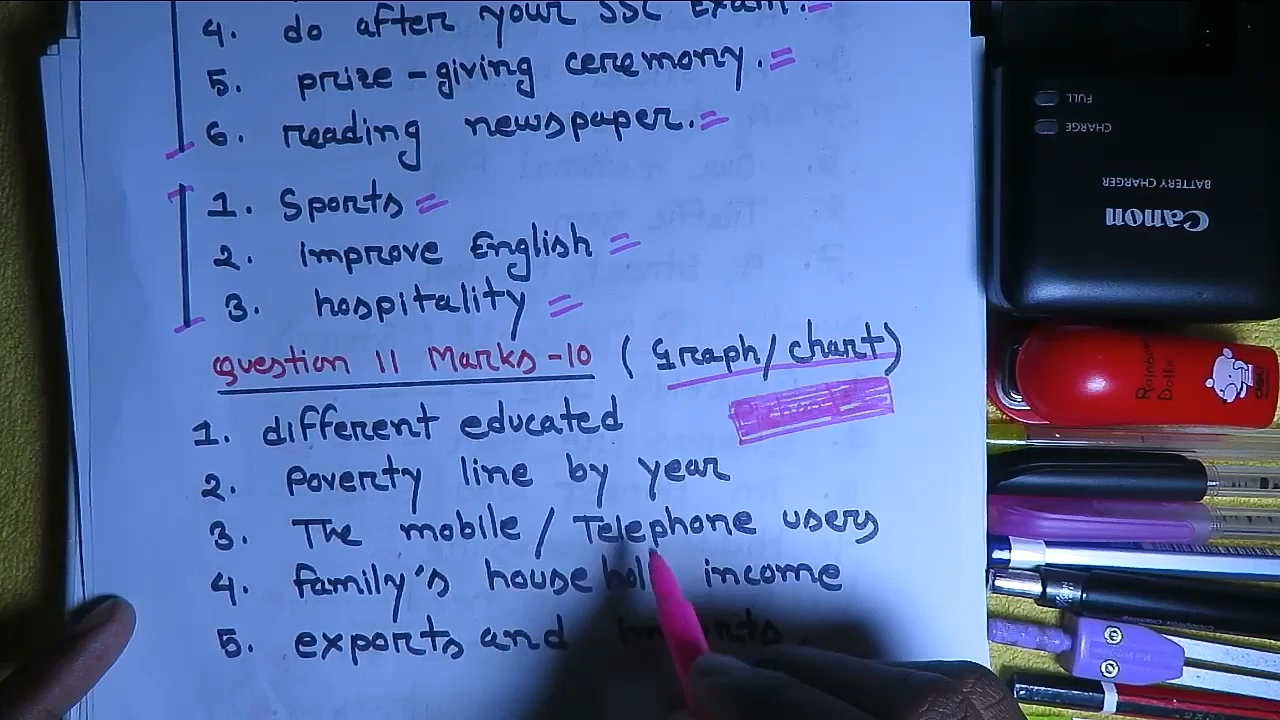 4. do after your SSC Exam.
5. prize-giving ceremony.
6. reading newspaper.
1. Sports
2. improve English
3. hospitality
Question 11 Marks-10 (Graph/chart)
1. different educated
2. Poverty line by year
3. The mobile / Telephone users
4. family's household income
5. exports and imports.
FULL
CHARGE
BATTERY CHARGER
Canon
Rainbow
Dolls